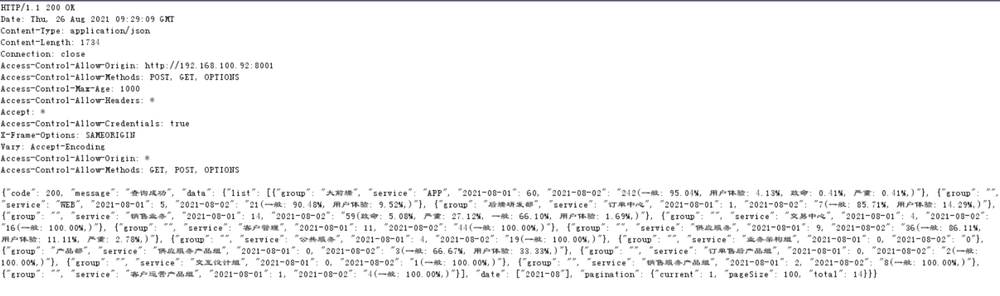 HTTP/1.1 200 OK
Date: Thu, 26 Aug 2021 09:29:09 GMT
Content-Type: application/json
Content-Length: 1734
Connection: close
Access-Control-Allow-Origin: http://192.168.100.92:8001
Access-Control-Allow-Methods: POST, GET, OPTIONS
Access-Control-Max-Age: 1000
Access-Control-Allow-Headers: *
Accept: *
Access-Control-Allow-Credentials: true
X-Frame-Options: SAMEORIGIN
Vary: Accept-Encoding
Access-Control-Allow-Origin: *
Access-Control-Allow-Methods: GET, POST, OPTIONS
{"code": 200, "message": "查询成功", "data": {"list": [{"group": "大前端", "service": "APP", "2021-08-01": 60, "2021-08-02": "242(一般: 95.04%, 用户体验: 4.13%, 致命: 0.41%, 严重: 0.41%,)"}, {"group": "",
"service": "WEB", "2021-08-01": 5, "2021-08-02": "21(一般: 90.48%, 用户体验: 9.52%,)"}, {"group": "后端研发部", "service": "订单中心", "2021-08-01": 1, "2021-08-02": "7(一般: 85.71%, 用户体验: 14.29%,)"},
{"group": "", "service": "销售业务", "2021-08-01": 14, "2021-08-02": "59(致命: 5.08%, 严重: 27.12%, 一般: 66.10%, 用户体验: 1.69%,)"}, {"group": "", "service": "交易中心", "2021-08-01": 4, "2021-08-02":
"16(一般: 100.00%,)"}, {"group": "", "service": "客户管理", "2021-08-01": 11, "2021-08-02": "44(一般: 100.00%,)"}, {"group": "", "service": "供应服务", "2021-08-01": 9, "2021-08-02": "36(一般: 86.11%,
用户体验: 11.11%, 严重: 2.78%,)"}, {"group": "", "service": "公共服务", "2021-08-01": 4, "2021-08-02": "19(一般: 100.00%,)"}, {"group": "", "service": "业务架构组", "2021-08-01": 0, "2021-08-02": "0"},
{"group": "产品部", "service": "供应服务产品组", "2021-08-01": 0, "2021-08-02": "3(一般: 66.67%, 用户体验: 33.33%,)"}, {"group": "", "service": "订单售后产品组", "2021-08-01": 0, "2021-08-02": "2(一般:
100.00%,)"}, {"group": "", "service": "交互设计组", "2021-08-01": 0, "2021-08-02": "1(一般: 100.00%,)"}, {"group": "", "service": "销售服务产品组", "2021-08-01": 2, "2021-08-02": "8(一般: 100.00%,)"},
{"group": "", "service": "客户运营产品组", "2021-08-01": 1, "2021-08-02": "4(一般: 100.00%,)"}], "date": ["2021-08"], "pagination": {"current": 1, "pageSize": 100, "total": 14}}}